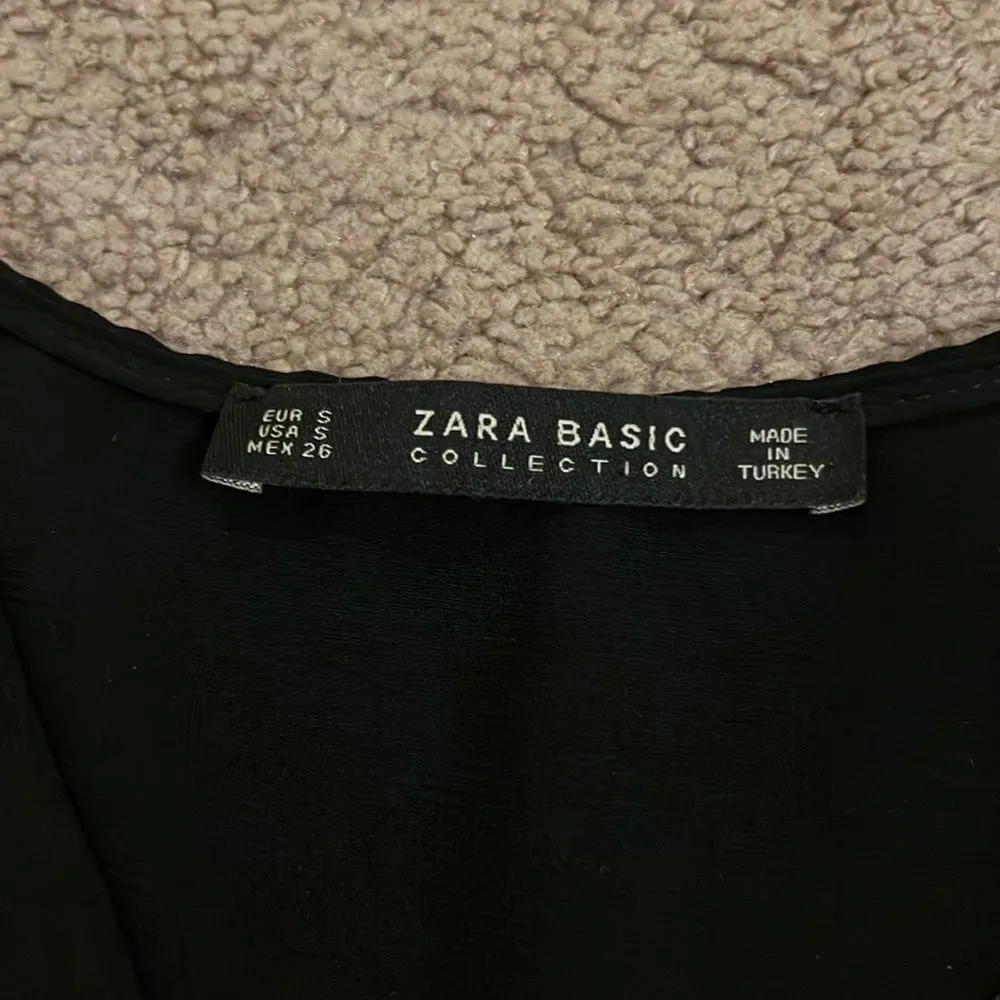 EUR S
USA S
MEX 26
ZARA BASIC
COLLECTION
MADE
IN
TURKEY